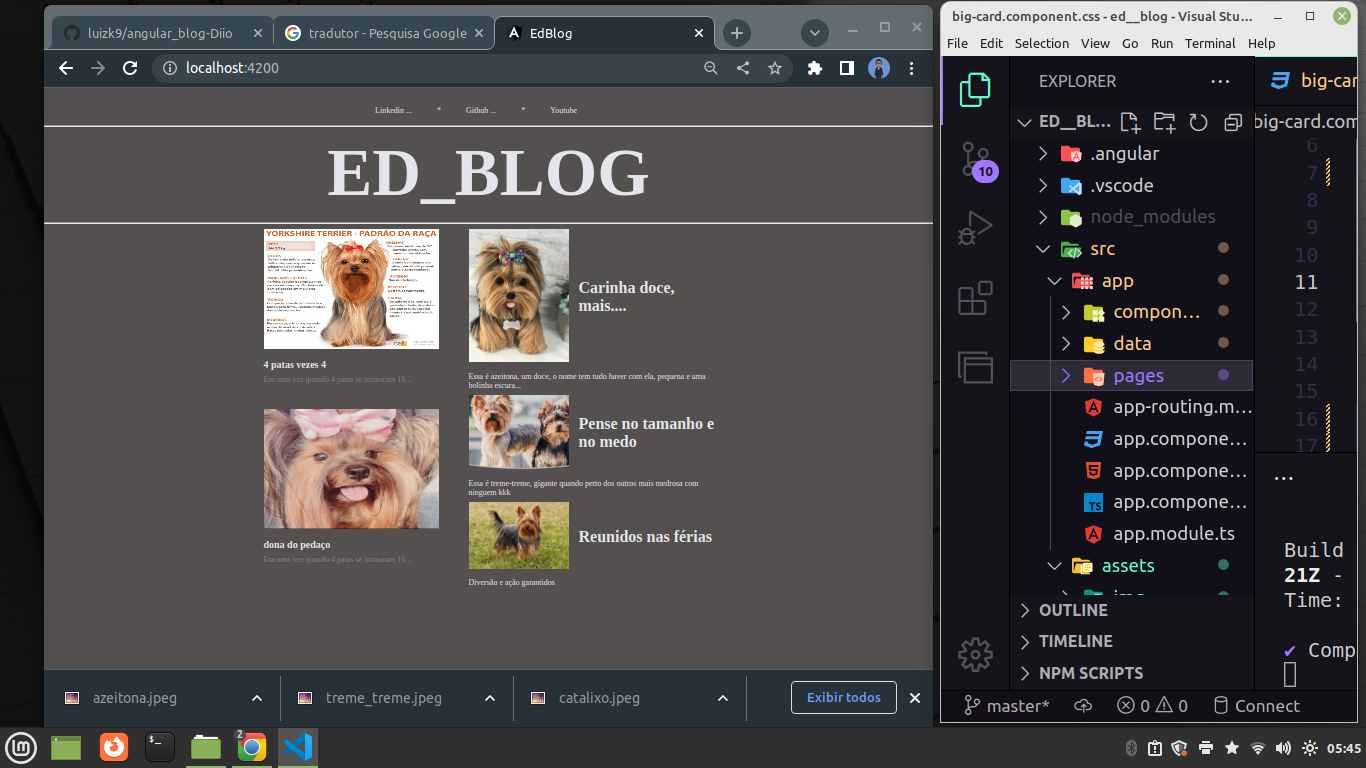 luizk9/angular_blog-Diio
tradutor - Pesquisa Google
EdBlog
localhost:4200
Linkedin ... * Github ... * Youtube
ED_BLOG
YORKSHIRE TERRIER - PADRÃO DA RAÇA
4 patas vezes 4
Era uma vez quando 4 patas se tornaram 16...
dona do pedaço
Era uma vez quando 4 patas se tornaram 16...
Carinha doce,
mais....
Essa é azeitona, um doce, o nome tem tudo haver com ela, pequena e uma
bolinha escura...
Pense no tamanho e
no medo
Essa é treme-treme, gigante quando perto dos outros mais medrosa com
ninguem kkk
Reunidos nas férias
Diversão e ação garantidos
azeitona.jpeg
treme_treme.jpeg
catalixo.jpeg
Exibir todos
big-card.component.css - ed__blog - Visual Stu...
File Edit Selection View Go Run Terminal Help
EXPLORER
big-car
ED__BL...
big-card.com
.angular
.vscode
node_modules
src
app
compon...
data
pages
app-routing.m...
app.compone...
app.compone...
app.compone...
app.module.ts
assets
OUTLINE
TIMELINE
NPM SCRIPTS
10
6
7
8
9
10
11
12
13
14
15
16
17
...
Build
21Z -
Time:
✔ Comp
master*
0 0
Connect
2
05:45